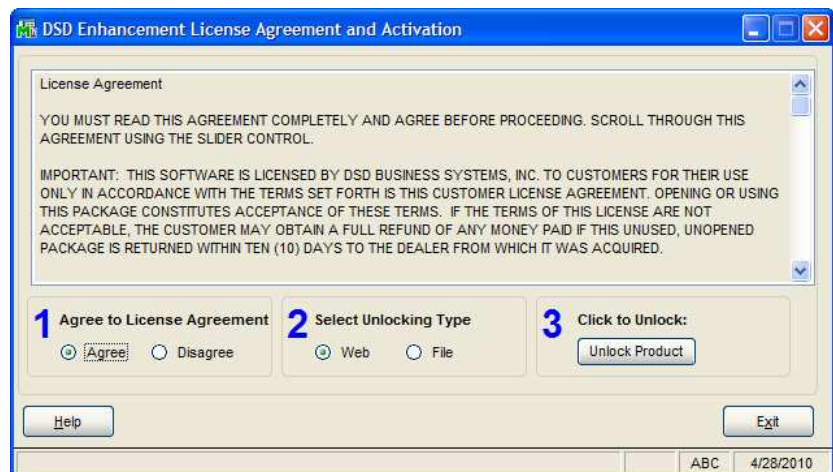 DSD Enhancement License Agreement and Activation
License Agreement
YOU MUST READ THIS AGREEMENT COMPLETELY AND AGREE BEFORE PROCEEDING. SCROLL THROUGH THIS
AGREEMENT USING THE SLIDER CONTROL.
IMPORTANT: THIS SOFTWARE IS LICENSED BY DSD BUSINESS SYSTEMS, INC. TO CUSTOMERS FOR THEIR USE
ONLY IN ACCORDANCE WITH THE TERMS SET FORTH IS THIS CUSTOMER LICENSE AGREEMENT. OPENING OR USING
THIS PACKAGE CONSTITUTES ACCEPTANCE OF THESE TERMS. IF THE TERMS OF THIS LICENSE ARE NOT
ACCEPTABLE, THE CUSTOMER MAY OBTAIN A FULL REFUND OF ANY MONEY PAID IF THIS UNUSED, UNOPENED
PACKAGE IS RETURNED WITHIN TEN (10) DAYS TO THE DEALER FROM WHICH IT WAS ACQUIRED.
1 Agree to License Agreement
Agree Disagree
2 Select Unlocking Type
Web File
3 Click to Unlock:
Unlock Product
Help Exit
ABC 4/28/2010